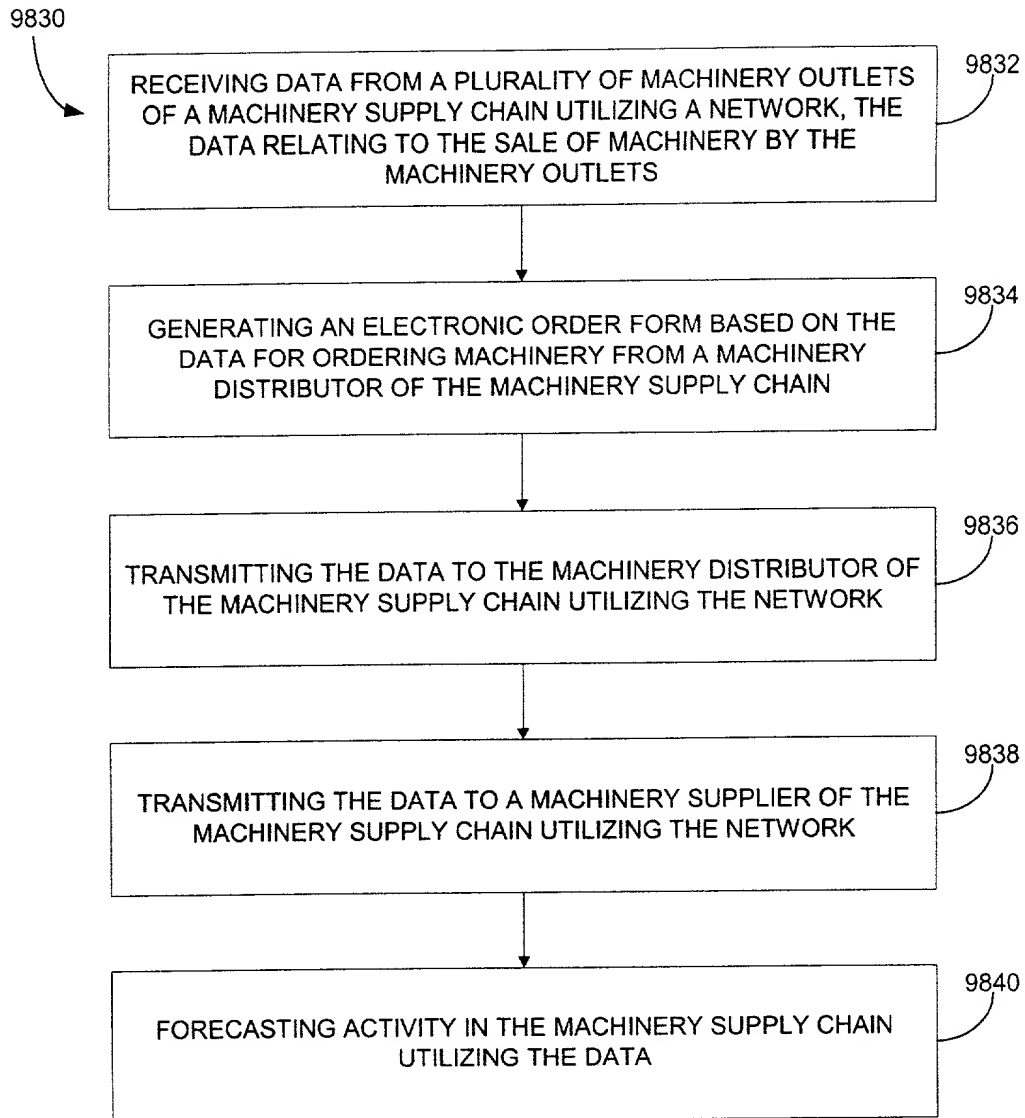 9830
9832
RECEIVING DATA FROM A PLURALITY OF MACHINERY OUTLETS
OF A MACHINERY SUPPLY CHAIN UTILIZING A NETWORK, THE
DATA RELATING TO THE SALE OF MACHINERY BY THE
MACHINERY OUTLETS
9834
GENERATING AN ELECTRONIC ORDER FORM BASED ON THE
DATA FOR ORDERING MACHINERY FROM A MACHINERY
DISTRIBUTOR OF THE MACHINERY SUPPLY CHAIN
9836
TRANSMITTING THE DATA TO THE MACHINERY DISTRIBUTOR OF
THE MACHINERY SUPPLY CHAIN UTILIZING THE NETWORK
9838
TRANSMITTING THE DATA TO A MACHINERY SUPPLIER OF THE
MACHINERY SUPPLY CHAIN UTILIZING THE NETWORK
9840
FORECASTING ACTIVITY IN THE MACHINERY SUPPLY CHAIN
UTILIZING THE DATA